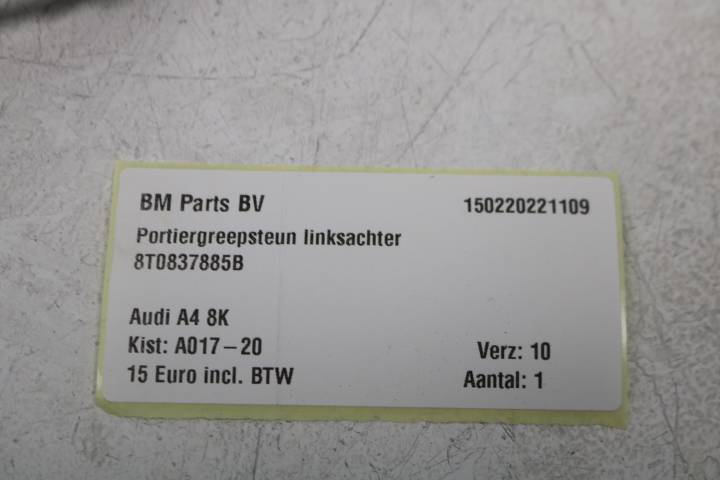 BM Parts BV 150220221109
Portiergreepsteun linksachter
8T0837885B
Audi A4 8K
Kist: A017-20 Verz: 10
15 Euro incl. BTW Aantal: 1